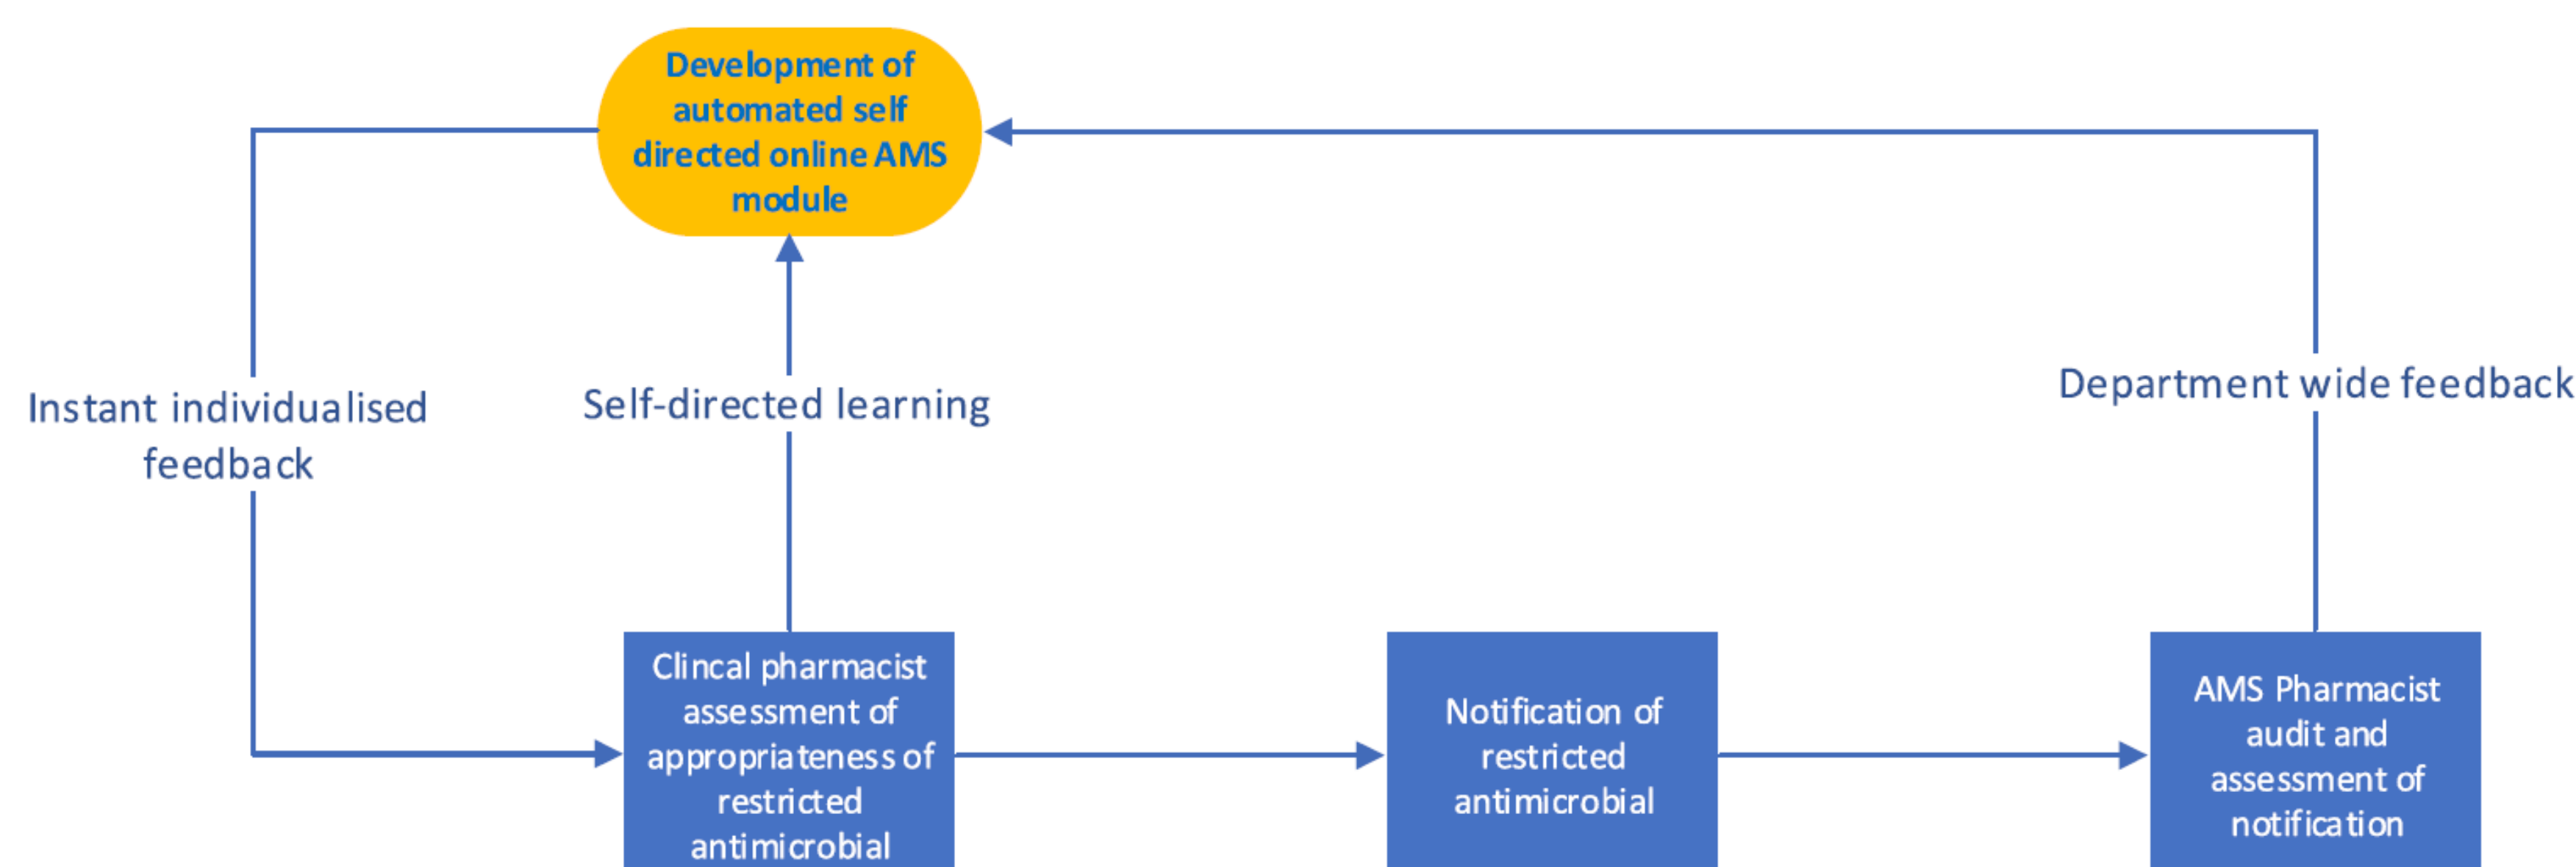 Development of
automated self
directed online AMS
module
Instant individualised
feedback
Self-directed learning
Department wide feedback
Clincal pharmacist
assessment of
appropriateness of
restricted
antimicrobial
Notification of
restricted
antimicrobial
AMS Pharmacist
audit and
assessment of
notification